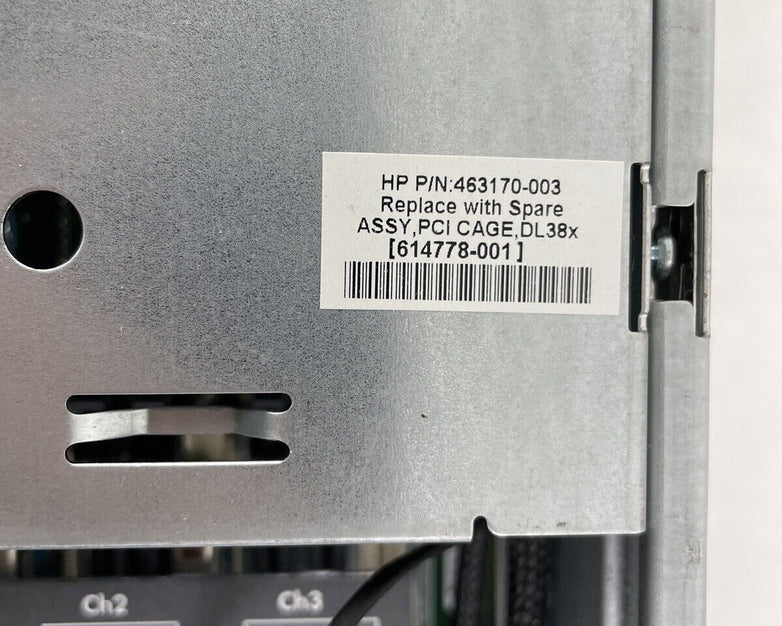 HP P/N:463170-003
Replace with Spare
ASSY,PCI CAGE,DL38x
[614778-001]
Ch2
Ch3